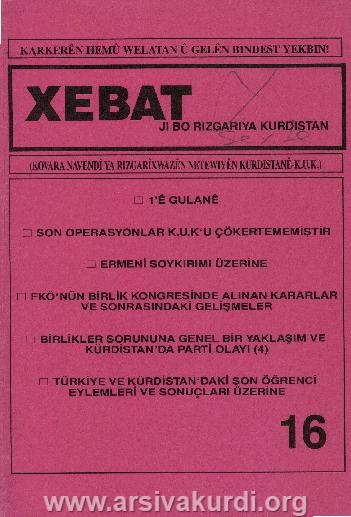 KARKERÊN HEMÛ WELATAN Û GELÊN BINDEST YEKBIN!
XEBAT
JI BO RIZGARIYA KURDISTAN
(KOVARA NAVENDÎ YA RIZGARÎXWAZÊN NETEWIYÊN KURDISTANÊ-K.U.K.)
□ 1'Ê GULANÊ
□ SON OPERASYONLAR K.U.K'U ÇÖKERTEMEMİŞTİR
□ ERMENİ SOYKIRIMI ÜZERİNE
□ FKÖ'NÜN BİRLİK KONGRESİNDE ALINAN KARARLAR
VE SONRASINDAKİ GELİŞMELER
□ BİRLİKLER SORUNUNA GENEL BİR YAKLAŞIM VE
KÜRDİSTAN'DA PARTİ OLAYI (4)
□ TÜRKİYE VE KÜRDİSTAN'DAKİ SON ÖĞRENCİ
EYLEMLERİ VE SONUÇLARI ÜZERİNE
16
www.arsivakurdi.org